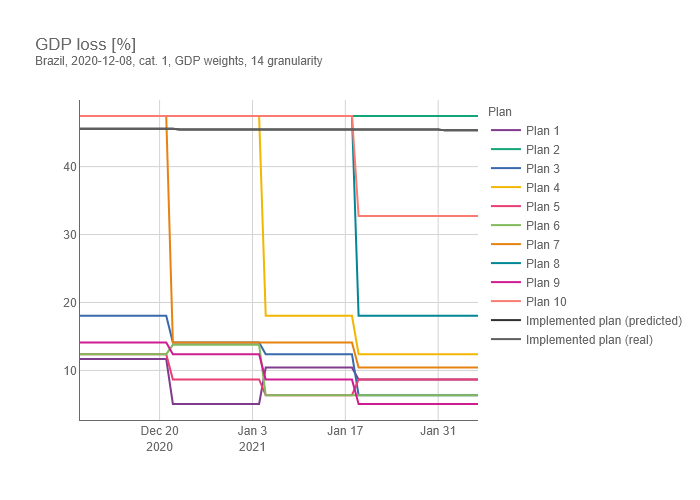 GDP loss [%]
Brazil, 2020-12-08, cat. 1, GDP weights, 14 granularity
Plan
Plan 1
Plan 2
Plan 3
Plan 4
Plan 5
Plan 6
Plan 7
Plan 8
Plan 9
Plan 10
Implemented plan (predicted)
Implemented plan (real)
40
30
20
10
Dec 20 Jan 3 Jan 17 Jan 31
2020 2021